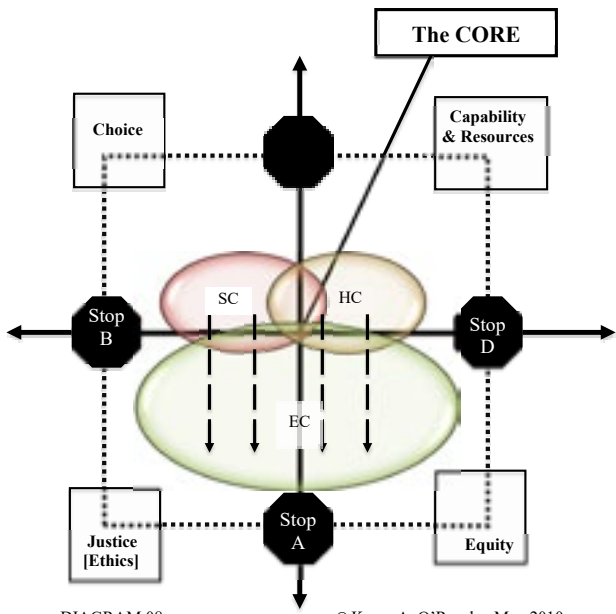 The CORE
Choice
Capability
& Resources
SC
HC
Stop
B
Stop
D
EC
Stop
A
Justice
[Ethics]
Equity